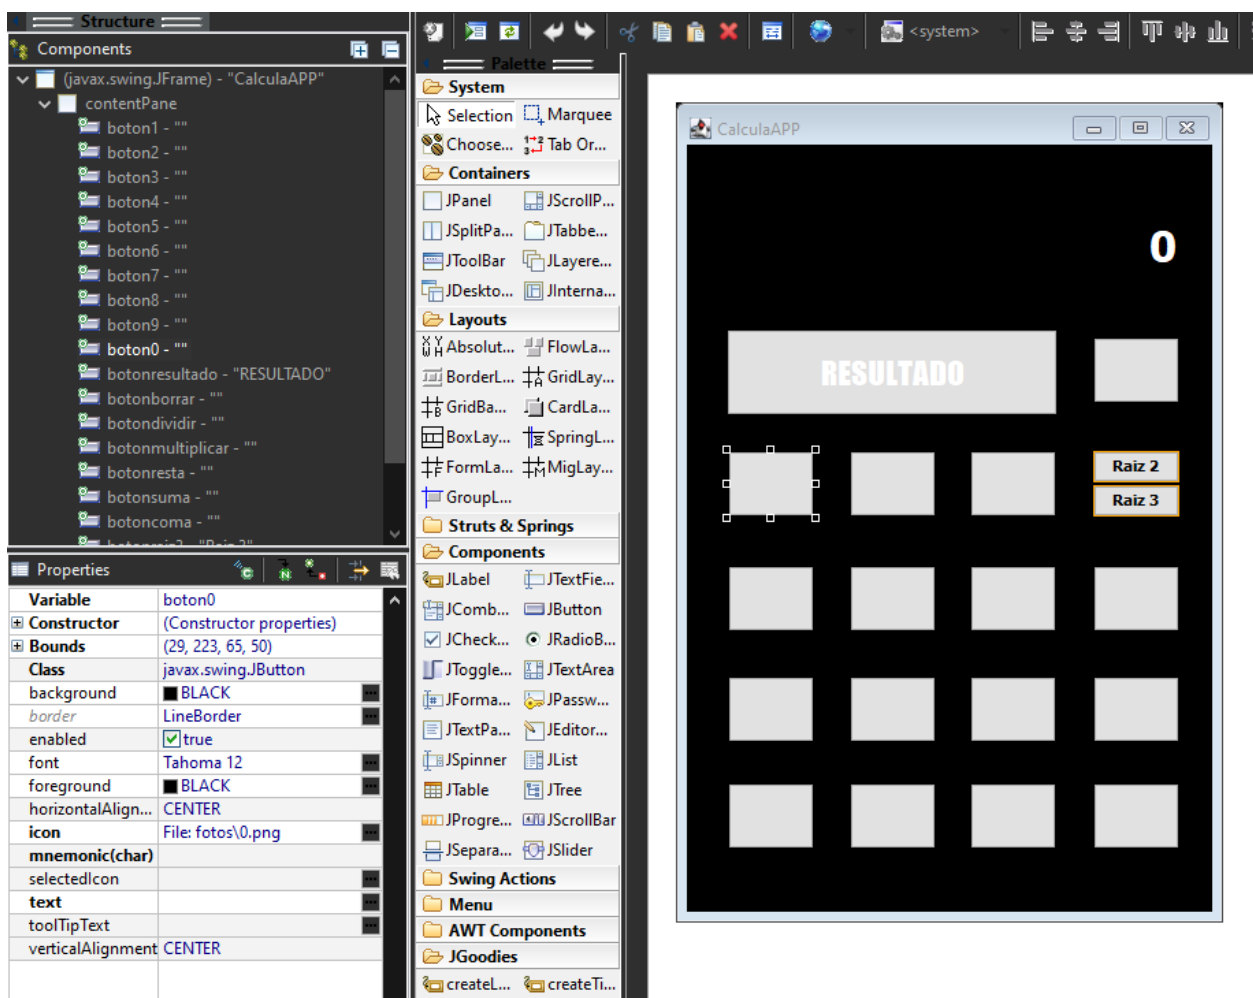 Structure
Components
(javax.swing.JFrame) - "CalculaAPP"
contentPane
boton1 - ""
boton2 - ""
boton3 - ""
boton4 - ""
boton5 - ""
boton6 - ""
boton7 - ""
boton8 - ""
boton9 - ""
boton0 - ""
botonresultado - "RESULTADO"
botonborrar - ""
botondividir - ""
botonmultiplicar - ""
botonresta - ""
botonsuma - ""
botoncoma - ""
Properties
Variable boton0
Constructor (Constructor properties)
Bounds (29, 223, 65, 50)
Class javax.swing.JButton
background BLACK
border LineBorder
enabled true
font Tahoma 12
foreground BLACK
horizontalAlign... CENTER
icon File: fotos\0.png
mnemonic(char)
selectedIcon
text
toolTipText
verticalAlignment CENTER
<system>
Palette
System
Selection Marquee
Choose... Tab Or...
Containers
JPanel JScrollP...
JSplitPa... JTabbe...
JToolBar JLayere...
JDeskto... JInterna...
Layouts
Absolut... FlowLa...
BorderL... GridLay...
GridBa... CardLa...
BoxLay... SpringL...
FormLa... MigLay...
GroupL...
Struts & Springs
Components
JLabel JTextFie...
JComb... JButton
JCheck... JRadioB...
JToggle... JTextArea
JForma... JPassw...
JTextPa... JEditor...
JSpinner JList
JTable JTree
JProgre... JScrollBar
JSepara... JSlider
Swing Actions
Menu
AWT Components
JGoodies
createL... createTi...
CalculaAPP
0
RESULTADO
Raiz 2
Raiz 3